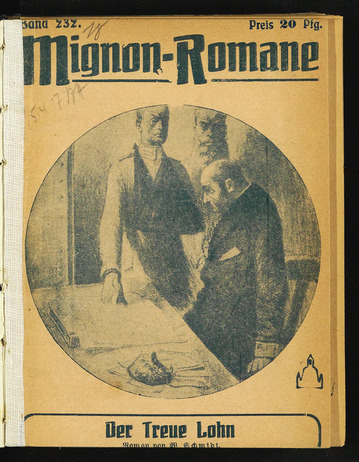 Band 232.
Preis 20 Pfg.
Mignon-Romane
Der Treue Lohn
Roman von W. Schmidt.